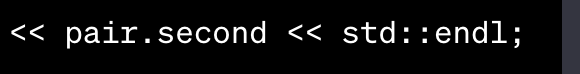 << pair.second << std::endl;